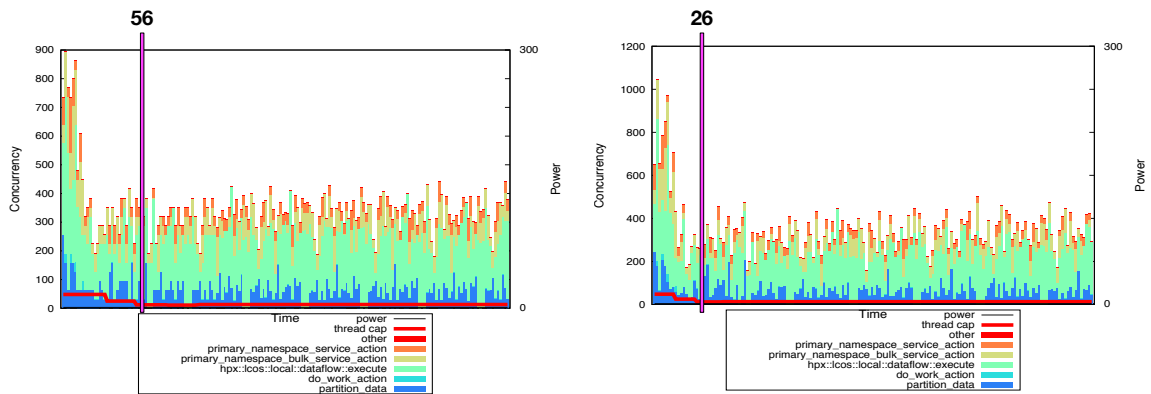 56
900
800
700
600
500
400
300
200
100
0
Concurrency
300
0
Power
Time
power
thread cap
other
primary_namespace_service_action
primary_namespace_bulk_service_action
hpx::lcos::local::dataflow::execute
do_work_action
partition_data
26
1200
1000
800
600
400
200
0
Concurrency
300
0
Power
Time
power
thread cap
other
primary_namespace_service_action
primary_namespace_bulk_service_action
hpx::lcos::local::dataflow::execute
do_work_action
partition_data